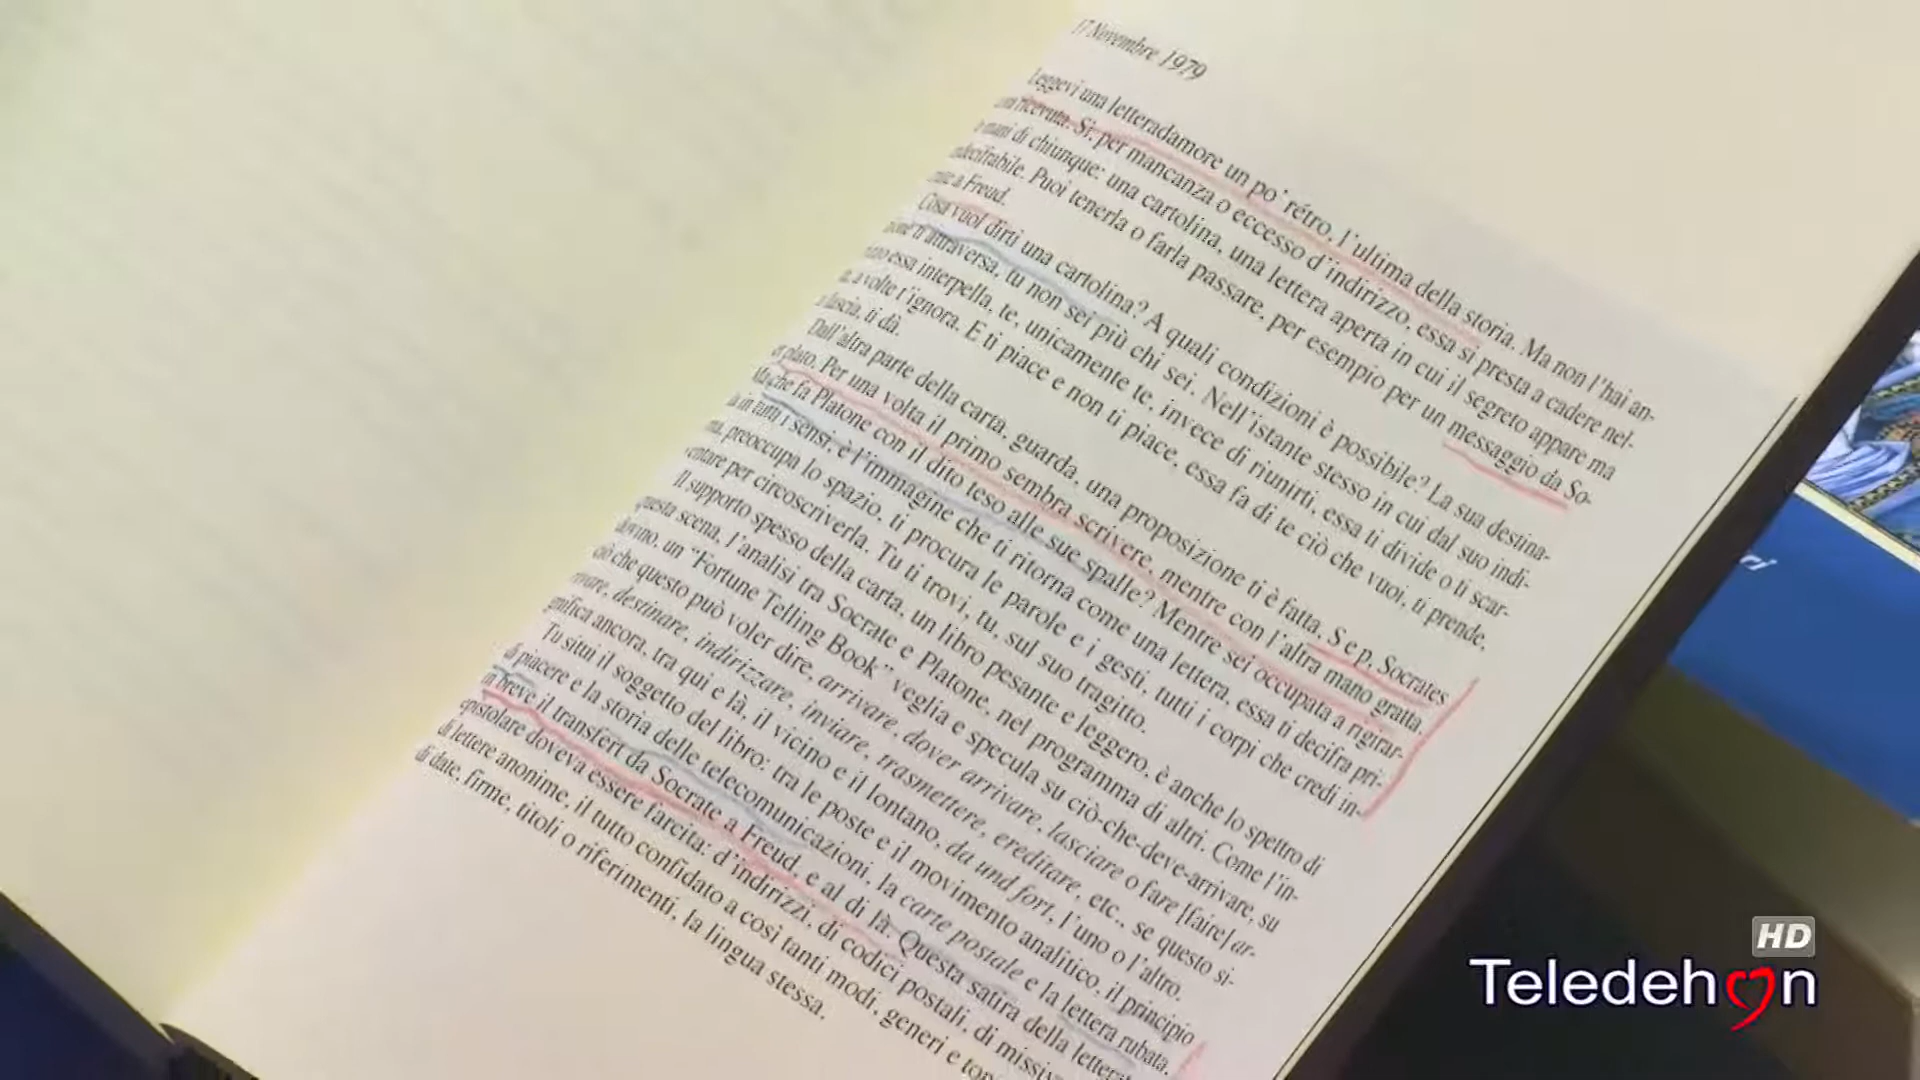 17 Novembre 1979
Leggevi una letteradamore un po' rétro, l'ultima della storia. Ma non l'hai an-
cora ricevuta. Sì, per mancanza o eccesso d'indirizzo, essa si presta a cadere nel-
le mani di chiunque: una cartolina, una lettera aperta in cui il segreto appare ma
indecifrabile. Puoi tenerla o farla passare, per esempio per un messaggio da So-
crate a Freud.
Cosa vuol dirti una cartolina? A quali condizioni è possibile? La sua destina-
zione ti attraversa, tu non sei più chi sei. Nell'istante stesso in cui dal suo indi-
rizzo essa interpella, te, unicamente te, invece di riunirti, essa ti divide o ti scar-
ta, a volte t'ignora. E ti piace e non ti piace, essa fa di te ciò che vuoi, ti prende,
ti lascia, ti dà.
Dall'altra parte della carta, guarda, una proposizione ti è fatta, S e p, Socrates
et plato. Per una volta il primo sembra scrivere, mentre con l'altra mano gratta.
Ma che fa Platone con il dito teso alle sue spalle? Mentre sei occupata a rigirar-
la in tutti i sensi, è l'immagine che ti ritorna come una lettera, essa ti decifra pri-
ma, preoccupa lo spazio, ti procura le parole e i gesti, tutti i corpi che credi in-
ventare per circoscriverla. Tu ti trovi, tu, sul suo tragitto.
Il supporto spesso della carta, un libro pesante e leggero, è anche lo spettro di
questa scena, l'analisi tra Socrate e Platone, nel programma di altri. Come l'in-
dovino, un "Fortune Telling Book" veglia e specula su ciò-che-deve-arrivare, su
ciò che questo può voler dire, arrivare, dover arrivare, lasciare o fare [faire] ar-
rivare, destinare, indirizzare, inviare, trasmettere, ereditare, etc., se questo si-
gnifica ancora, tra qui e là, il vicino e il lontano, da und fort, l'uno o l'altro.
Tu situi il soggetto del libro: tra le poste e il movimento analitico, il principio
di piacere e la storia delle telecomunicazioni, la carte postale e la lettera rubata,
in breve il transfert da Socrate a Freud, e al di là. Questa satira della
epistolare doveva essere farcita: d'indirizzi, di codici postali, di
di lettere anonime, il tutto confidato a così tanti modi, generi e
di date, firme, titoli o riferimenti, la lingua stessa.
HD
Teledehon